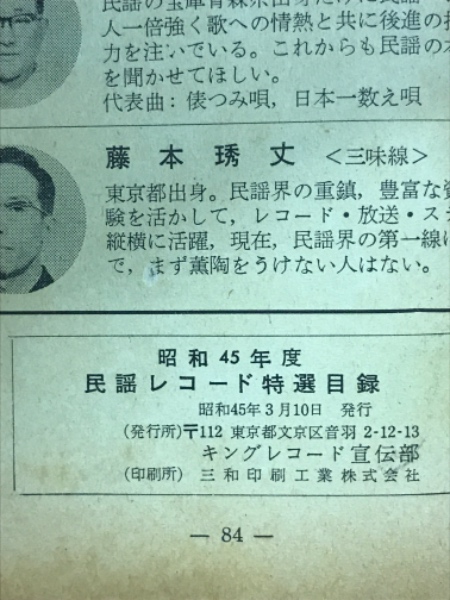 民謡の宝庫青森県出身だけに民謡
人一倍強く歌への情熱と共に後進の
力を注いでいる。これからも民謡の
を聞かせてほしい。
代表曲：俵つみ唄，日本一数え唄
藤本琇丈 ＜三味線＞
東京都出身。民謡界の重鎮，豊富な
験を活かして，レコード・放送・ス
縦横に活躍，現在，民謡界の第一線
で，まず薫陶をうけない人はない。
昭和45年度
民謡レコード特選目録
昭和45年3月10日 発行
(発行所)〒112 東京都文京区音羽 2-12-13
キングレコード宣伝部
(印刷所) 三和印刷工業株式会社
— 84 —